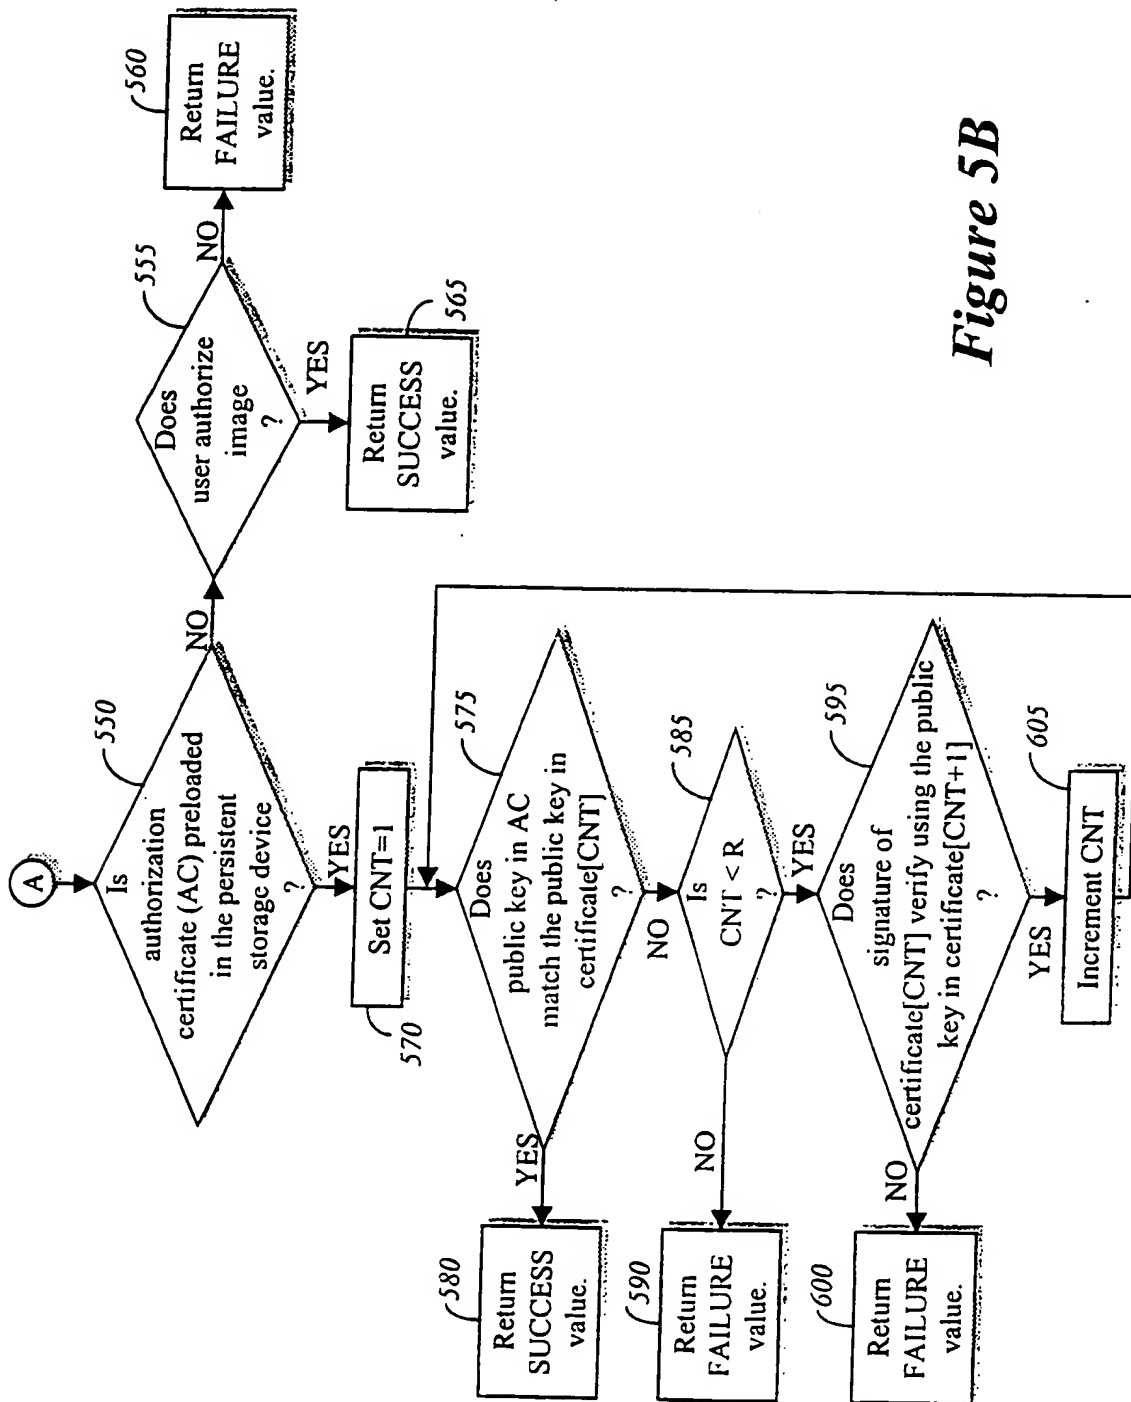 A
550
Is
authorization
certificate (AC) preloaded
in the persistent
storage device
?
NO
555
Does
user authorize
image
?
NO
560
Return
FAILURE
value.
YES
565
Return
SUCCESS
value.
YES
570
Set CNT=1
575
Does
public key in AC
match the public key in
certificate[CNT]
?
YES
580
Return
SUCCESS
value.
NO
585
Is
CNT < R
?
NO
590
Return
FAILURE
value.
YES
595
Does
signature of
certificate[CNT] verify using the public
key in certificate[CNT+1]
?
NO
600
Return
FAILURE
value.
YES
605
Increment CNT
Figure 5B